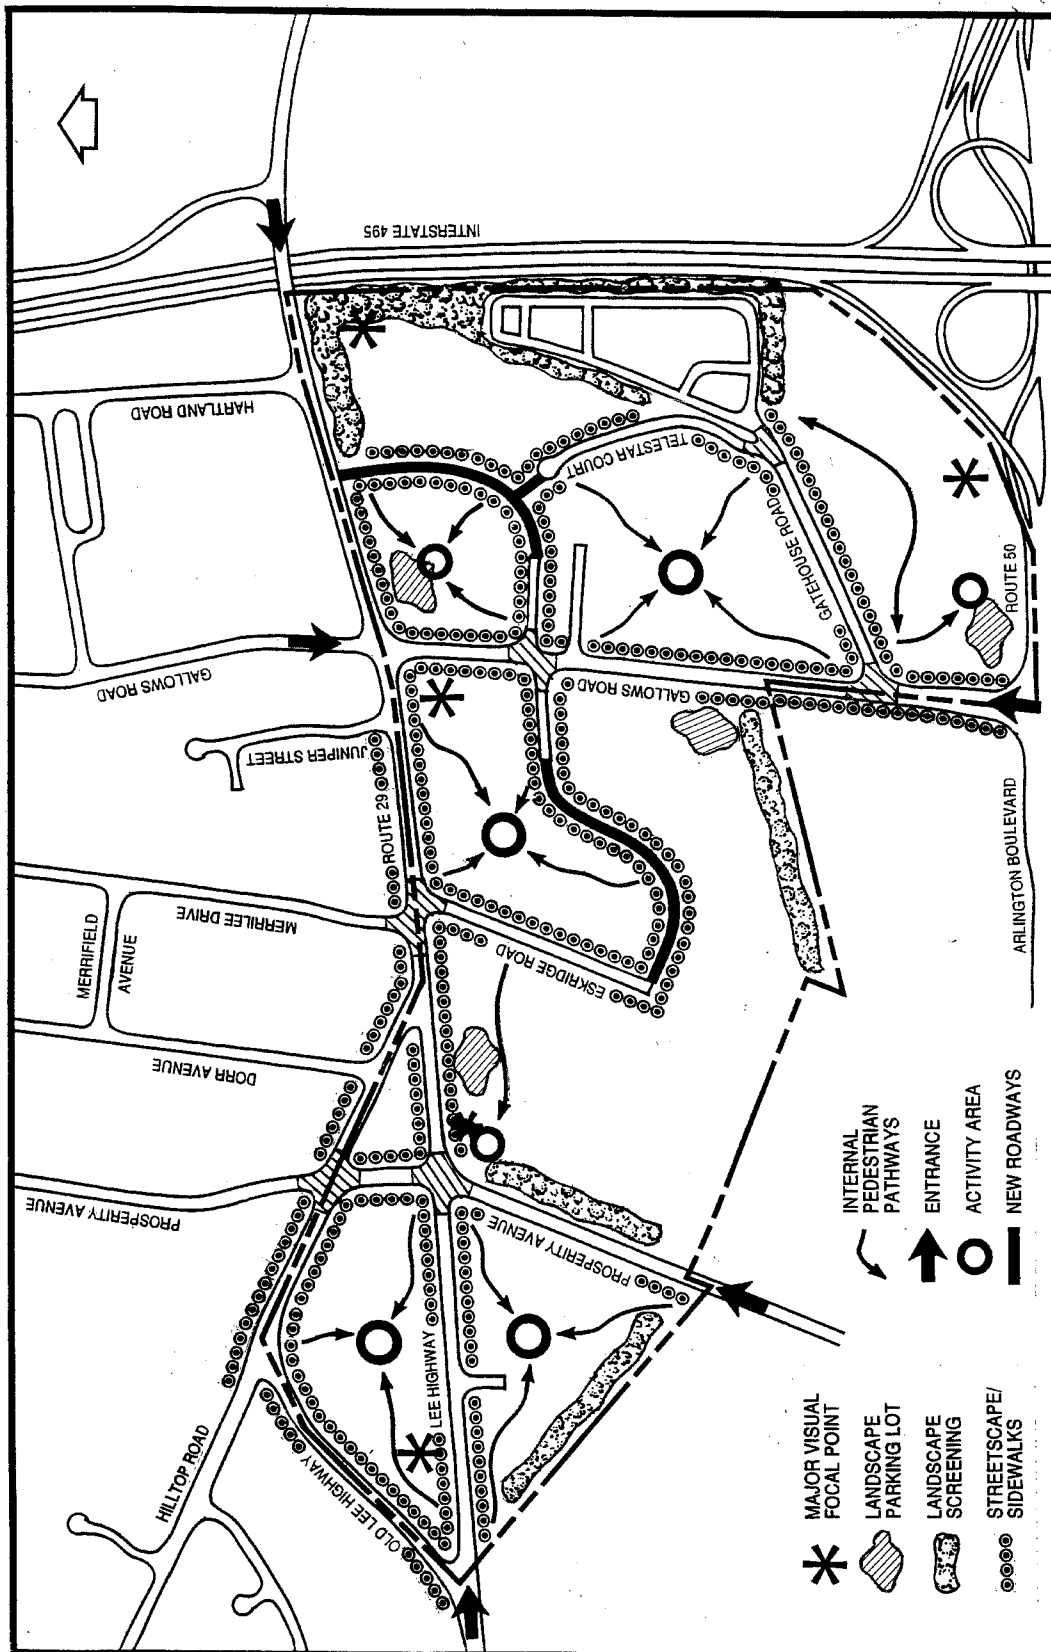 INTERSTATE 495
HARTLAND ROAD
GALLOWS ROAD
JUNIPER STREET
ROUTE 29
MERRILEE DRIVE
MERRIFIELD
AVENUE
DORR AVENUE
PROSPERITY AVENUE
HILLTOP ROAD
OLD LEE HIGHWAY
LEE HIGHWAY
PROSPERITY AVENUE
ESKRIDGE ROAD
GALLOWS ROAD
TELESTAR COURT
GATEHOUSE ROAD
ROUTE 50
ARLINGTON BOULEVARD
MAJOR VISUAL
FOCAL POINT
LANDSCAPE
PARKING LOT
LANDSCAPE
SCREENING
STREETSCAPE/
SIDEWALKS
INTERNAL
PEDESTRIAN
PATHWAYS
ENTRANCE
ACTIVITY AREA
NEW ROADWAYS